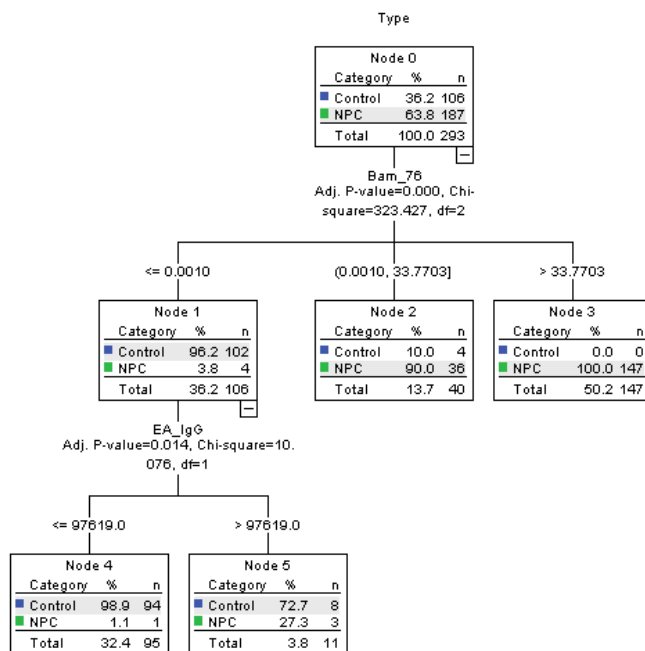 Type
Node 0
Category % n
Control 36.2 106
NPC 63.8 187
Total 100.0 293
Bam_76
Adj. P-value=0.000, Chi-
square=323.427, df=2
<= 0.0010
(0.0010, 33.7703]
> 33.7703
Node 1
Category % n
Control 96.2 102
NPC 3.8 4
Total 36.2 106
Node 2
Category % n
Control 10.0 4
NPC 90.0 36
Total 13.7 40
Node 3
Category % n
Control 0.0 0
NPC 100.0 147
Total 50.2 147
EA_IgG
Adj. P-value=0.014, Chi-square=10.
076, df=1
<= 97619.0
> 97619.0
Node 4
Category % n
Control 98.9 94
NPC 1.1 1
Total 32.4 95
Node 5
Category % n
Control 72.7 8
NPC 27.3 3
Total 3.8 11